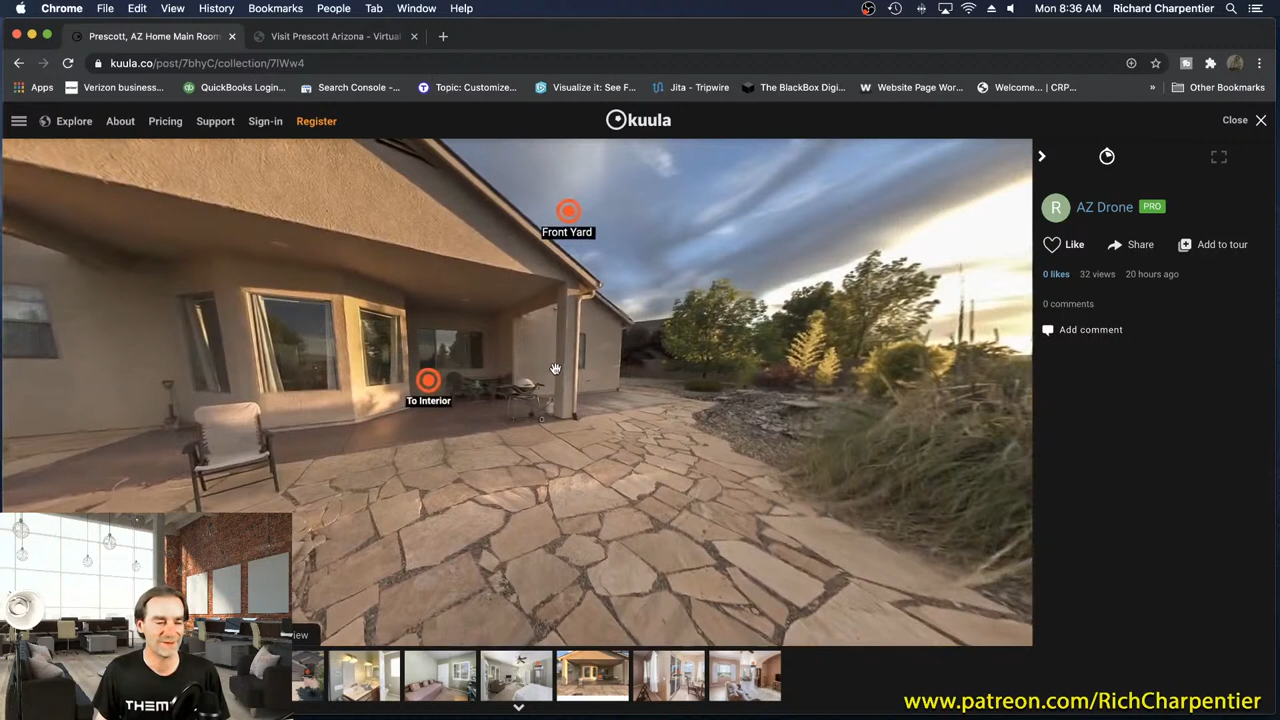 Chrome File Edit View History Bookmarks People Tab Window Help Mon 8:36 AM Richard Charpentier
Prescott, AZ Home Main Room Visit Prescott Arizona - Virtual
kuula.co/post/7bhyC/collection/7lWw4
Apps Verizon business... QuickBooks Login... Search Console -... Topic: Customize... Visualize it: See F... Jita - Tripwire The BlackBox Digi... Website Page Wor... Welcome... | CRP... » Other Bookmarks
Explore About Pricing Support Sign-in Register kuula Close
R AZ Drone PRO
Front Yard
Like Share Add to tour
0 likes 32 views 20 hours ago
0 comments
Add comment
To Interior
iew
THEM
www.patreon.com/RichCharpentier